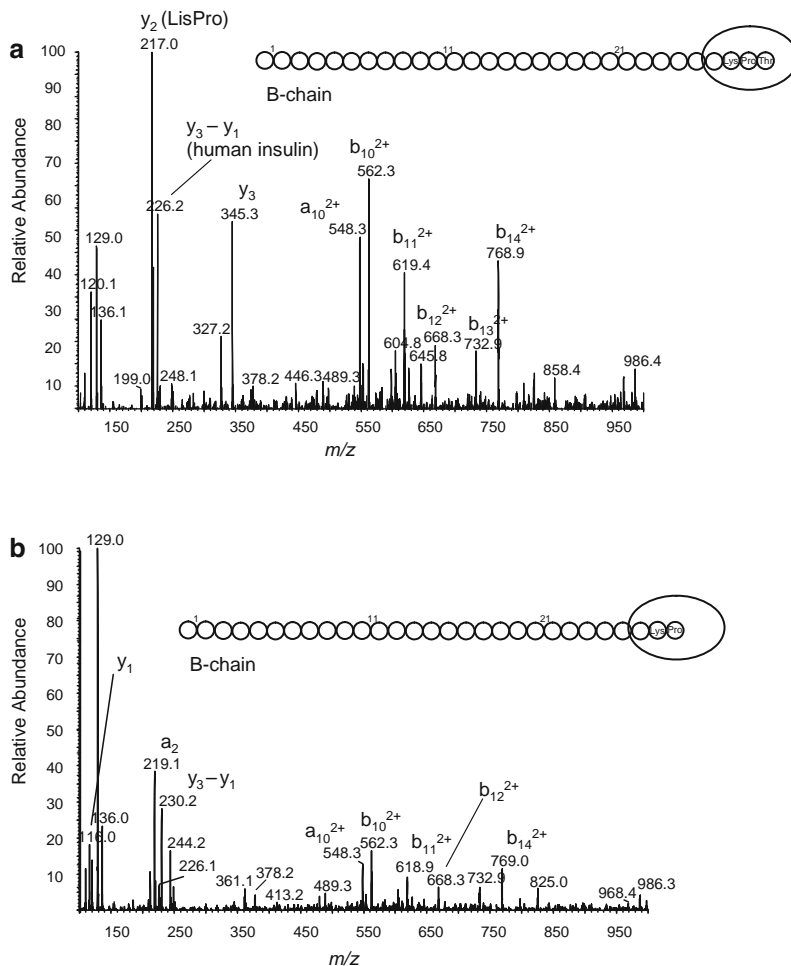 a
y2 (LisPro)
217.0
1
11
21
Lys Pro Thr
B-chain
y3 – y1
(human insulin)
226.2
y3
345.3
a10 2+
548.3
b10 2+
562.3
b11 2+
619.4
b12 2+
668.3
b13 2+
732.9
b14 2+
768.9
129.0
120.1
136.1
199.0
248.1
327.2
378.2
446.3
489.3
604.8
645.8
858.4
986.4
Relative Abundance
100
90
80
70
60
50
40
30
20
10
150 250 350 450 550 650 750 850 950
m/z
b
129.0
1
11
21
Lys Pro
B-chain
y1
116.0
136.0
a2
219.1
y3 – y1
230.2
244.2
226.1
361.1
378.2
413.2
489.3
a10 2+
548.3
b10 2+
562.3
b11 2+
618.9
b12 2+
668.3
732.9
b14 2+
769.0
825.0
968.4
986.3
Relative Abundance
100
90
80
70
60
50
40
30
20
10
0
150 250 350 450 550 650 750 850 950
m/z